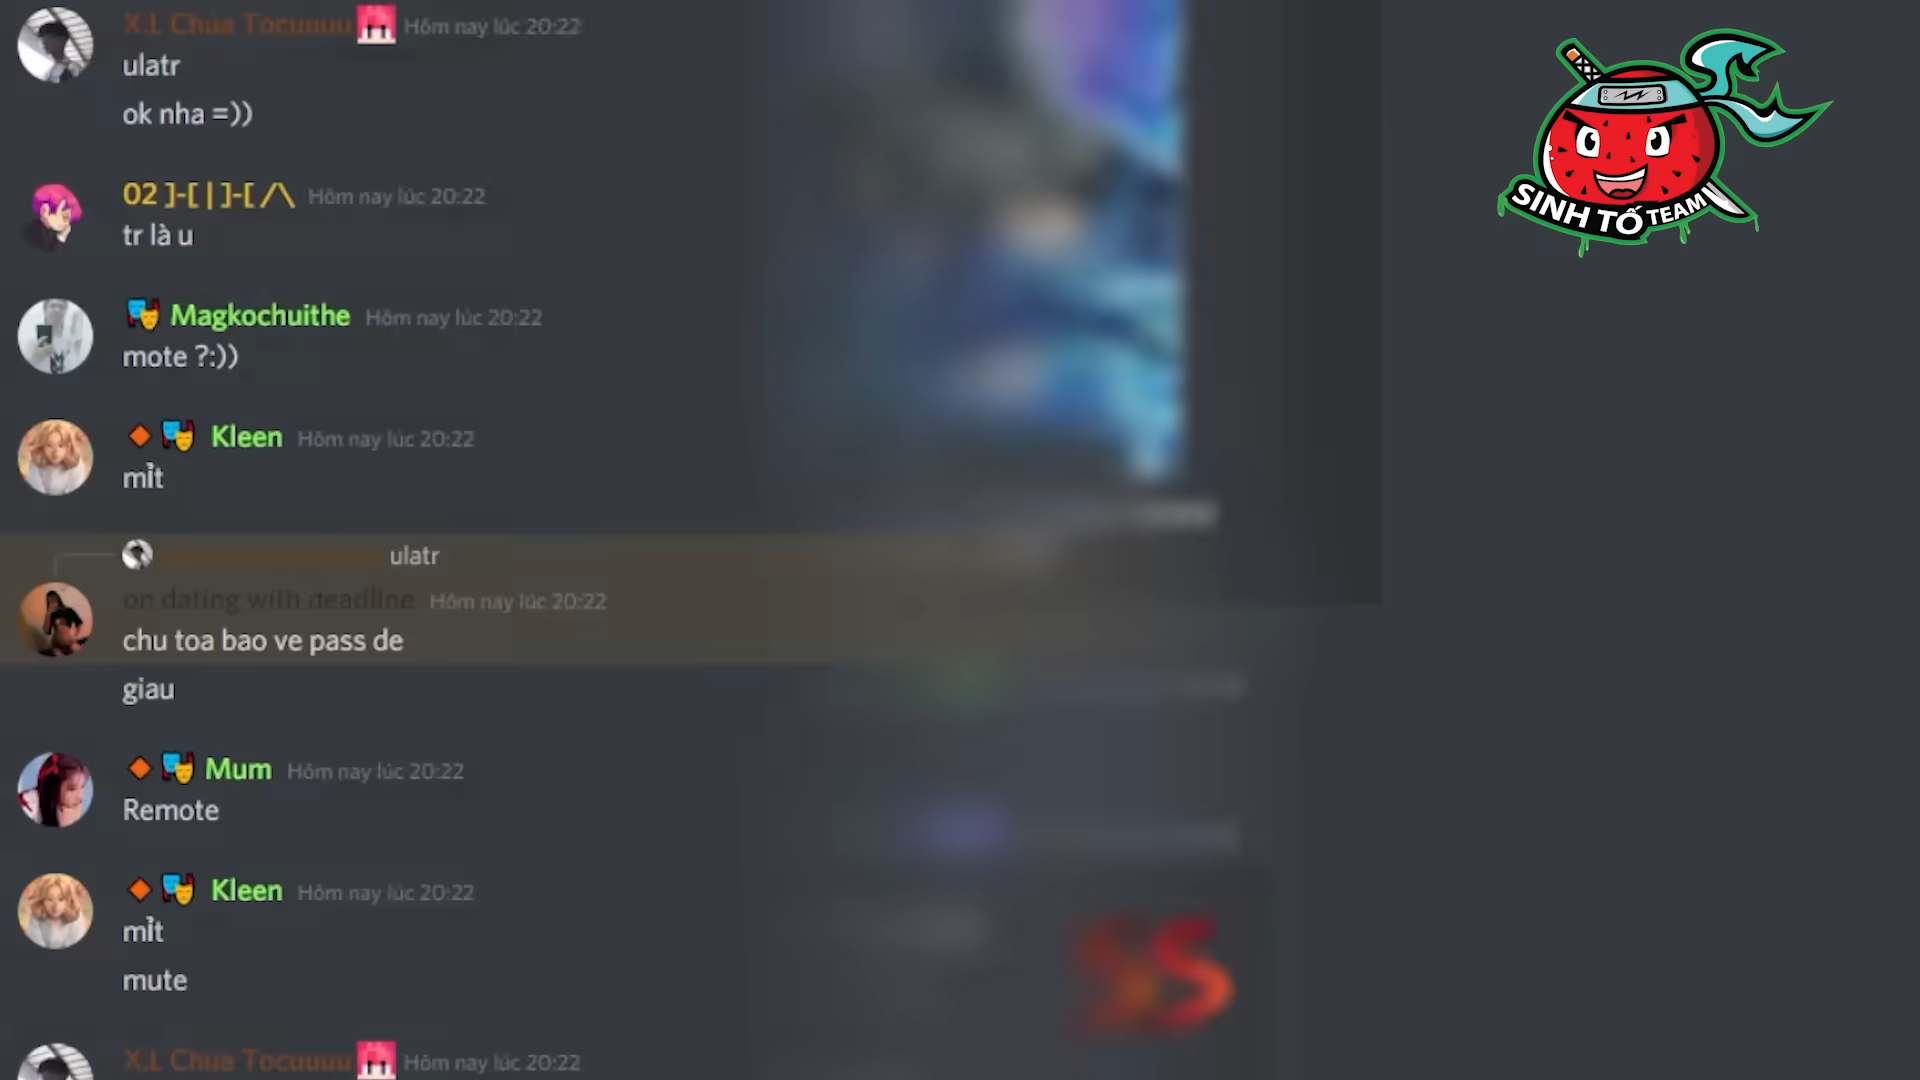 X.L Chúa Tocuuuu Hôm nay lúc 20:22
ulatr
ok nha =))
02 ]-[ | ]-[ /\ Hôm nay lúc 20:22
tr là u
Magkochuithe Hôm nay lúc 20:22
mote ?:))
Kleen Hôm nay lúc 20:22
mỉt
ulatr
on dating with deadline Hôm nay lúc 20:22
chu toa bao ve pass de
giau
Mum Hôm nay lúc 20:22
Remote
Kleen Hôm nay lúc 20:22
mỉt
mute
X.L Chúa Tocuuuu Hôm nay lúc 20:22
SINH TỐ TEAM